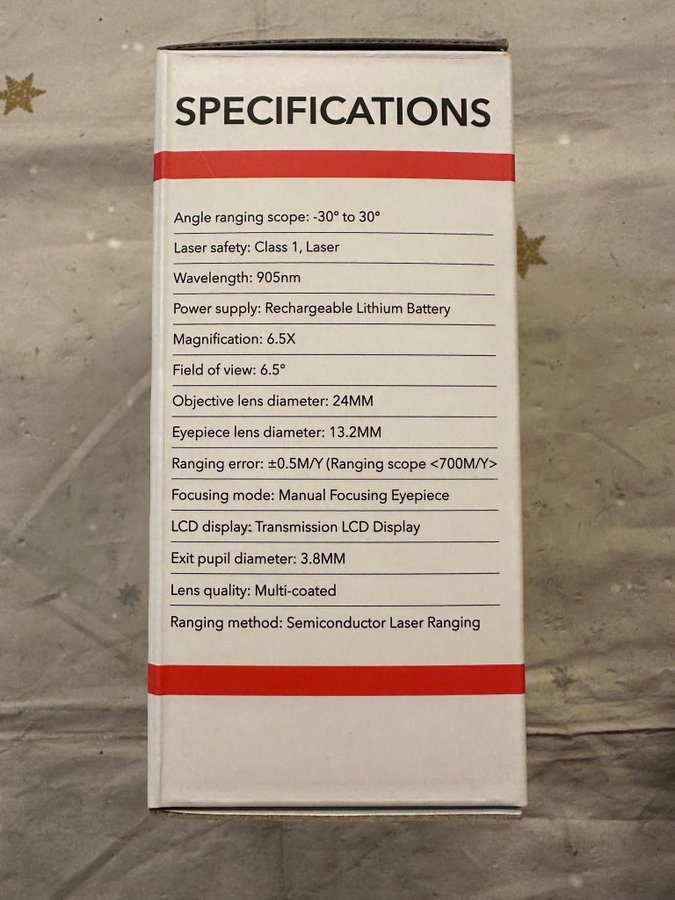 SPECIFICATIONS
Angle ranging scope: -30° to 30°
Laser safety: Class 1, Laser
Wavelength: 905nm
Power supply: Rechargeable Lithium Battery
Magnification: 6.5X
Field of view: 6.5°
Objective lens diameter: 24MM
Eyepiece lens diameter: 13.2MM
Ranging error: ±0.5M/Y (Ranging scope <700M/Y>
Focusing mode: Manual Focusing Eyepiece
LCD display: Transmission LCD Display
Exit pupil diameter: 3.8MM
Lens quality: Multi-coated
Ranging method: Semiconductor Laser Ranging